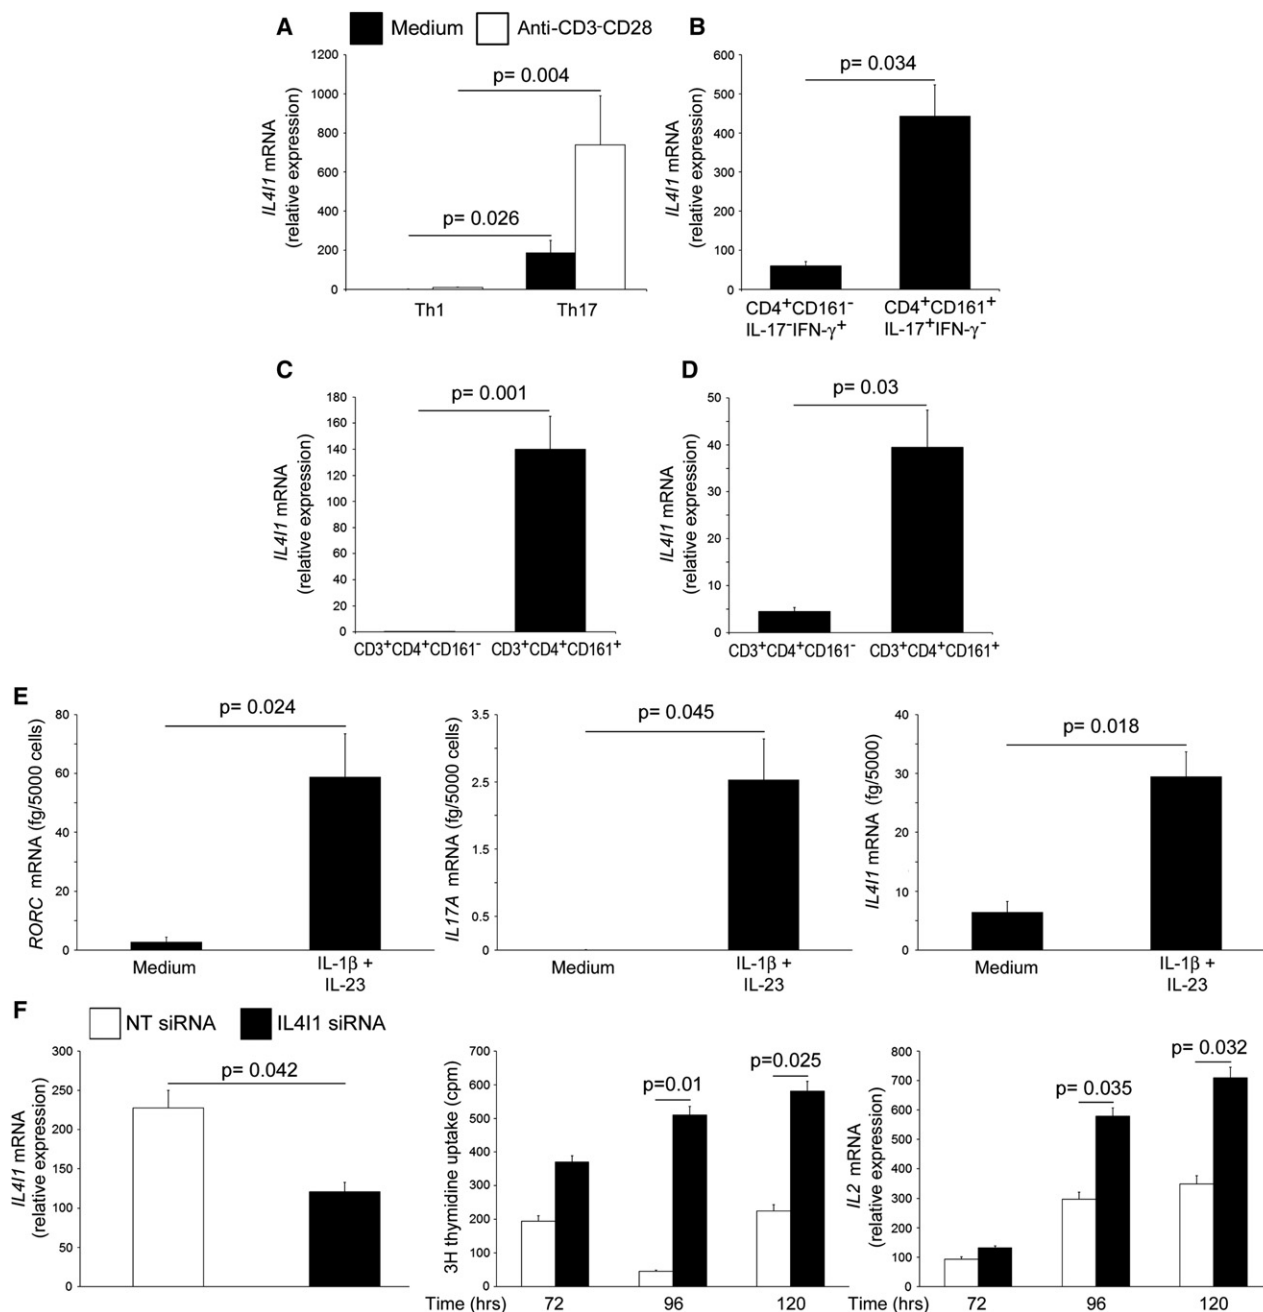 A
Medium
Anti-CD3-CD28
IL4I1 mRNA
(relative expression)
1200
1000
800
600
400
200
0
p= 0.004
p= 0.026
Th1
Th17
B
IL4I1 mRNA
(relative expression)
600
500
400
300
200
100
0
p= 0.034
CD4⁺CD161⁻
IL-17⁻IFN-γ⁺
CD4⁺CD161⁺
IL-17⁺IFN-γ⁻
C
IL4I1 mRNA
(relative expression)
180
160
140
120
100
80
60
40
20
0
p= 0.001
CD3⁺CD4⁺CD161⁻
CD3⁺CD4⁺CD161⁺
D
IL4I1 mRNA
(relative expression)
50
40
30
20
10
0
p= 0.03
CD3⁺CD4⁺CD161⁻
CD3⁺CD4⁺CD161⁺
E
RORC mRNA (fg/5000 cells)
80
60
40
20
0
p= 0.024
Medium
IL-1β +
IL-23
IL17A mRNA (fg/5000 cells)
3.5
2.5
1.5
0.5
0
p= 0.045
Medium
IL-1β +
IL-23
IL4I1 mRNA (fg/5000)
40
30
20
10
0
p= 0.018
Medium
IL-1β +
IL-23
F
NT siRNA
IL4I1 siRNA
IL4I1 mRNA
(relative expression)
300
250
200
150
100
50
0
p= 0.042
3H thymidine uptake (cpm)
700
600
500
400
300
200
100
0
p=0.01
p=0.025
Time (hrs)
72
96
120
IL2 mRNA
(relative expression)
800
700
600
500
400
300
200
100
0
p= 0.035
p= 0.032
Time (hrs)
72
96
120